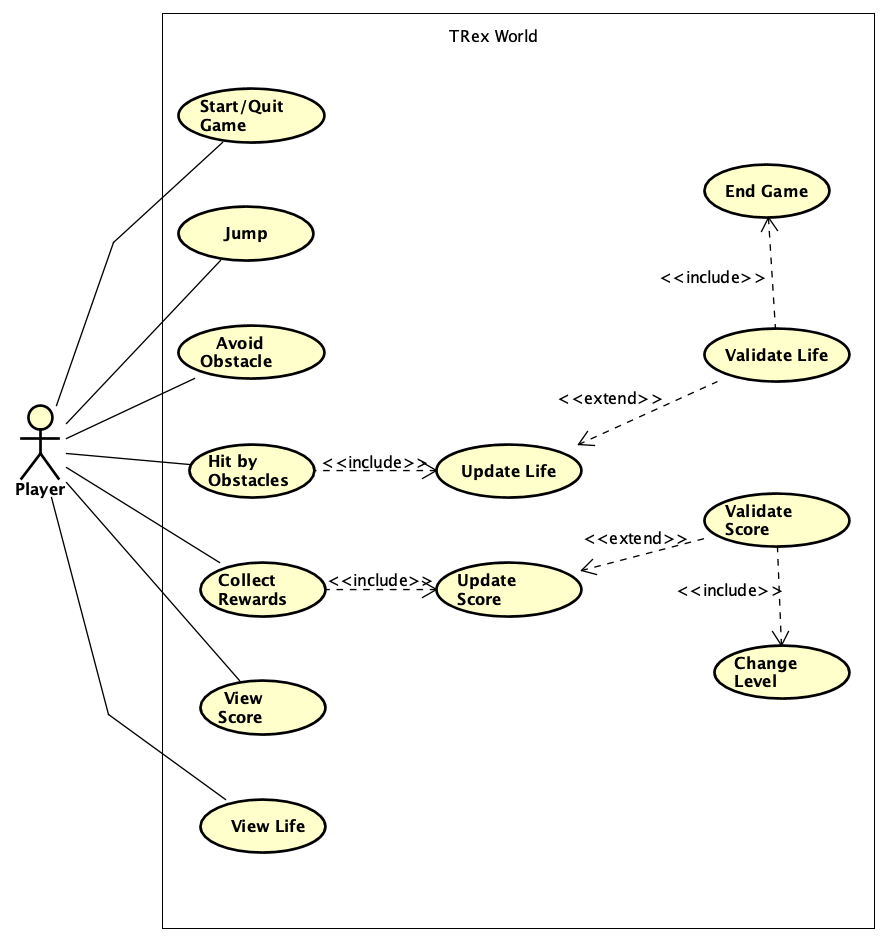 TRex World
Start/Quit
Game
Jump
Avoid
Obstacle
Hit by
Obstacles
Collect
Rewards
View
Score
View Life
Player
<<include>>
<<include>>
Update Life
Update
Score
<<extend>>
<<extend>>
End Game
<<include>>
Validate Life
Validate
Score
<<include>>
Change
Level